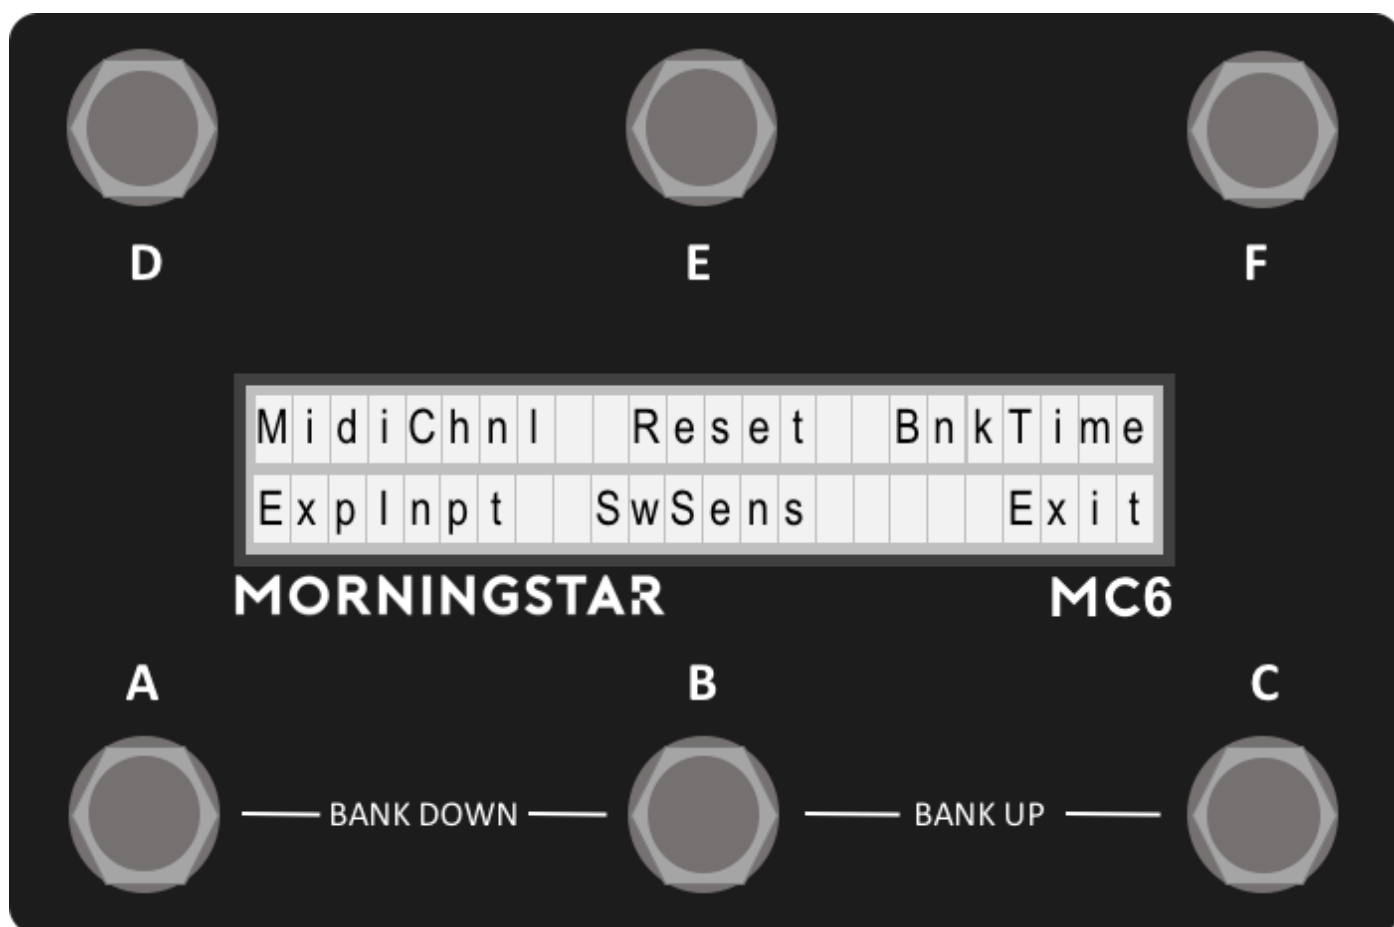 D E F
MidiChnl Reset BnkTime
ExpInpt SwSens Exit
MORNINGSTAR MC6
A B C
BANK DOWN BANK UP